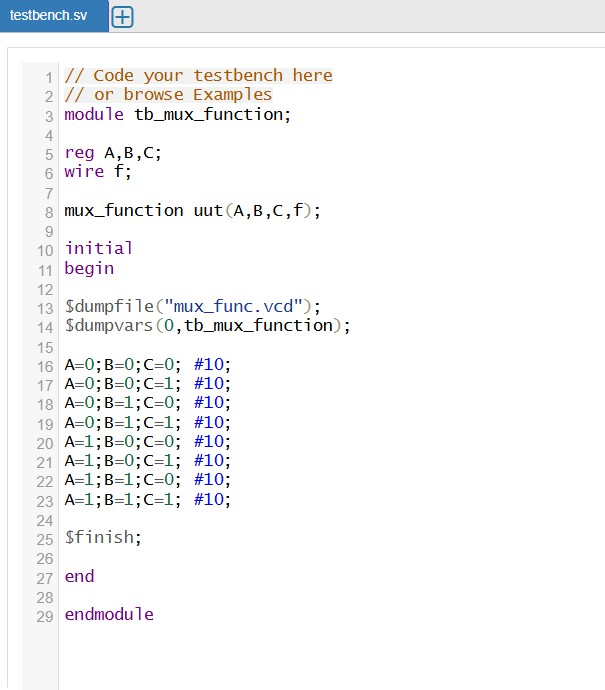 testbench.sv
1 // Code your testbench here
2 // or browse Examples
3 module tb_mux_function;
4
5 reg A,B,C;
6 wire f;
7
8 mux_function uut(A,B,C,f);
9
10 initial
11 begin
12
13 $dumpfile("mux_func.vcd");
14 $dumpvars(0,tb_mux_function);
15
16 A=0;B=0;C=0; #10;
17 A=0;B=0;C=1; #10;
18 A=0;B=1;C=0; #10;
19 A=0;B=1;C=1; #10;
20 A=1;B=0;C=0; #10;
21 A=1;B=0;C=1; #10;
22 A=1;B=1;C=0; #10;
23 A=1;B=1;C=1; #10;
24
25 $finish;
26
27 end
28
29 endmodule